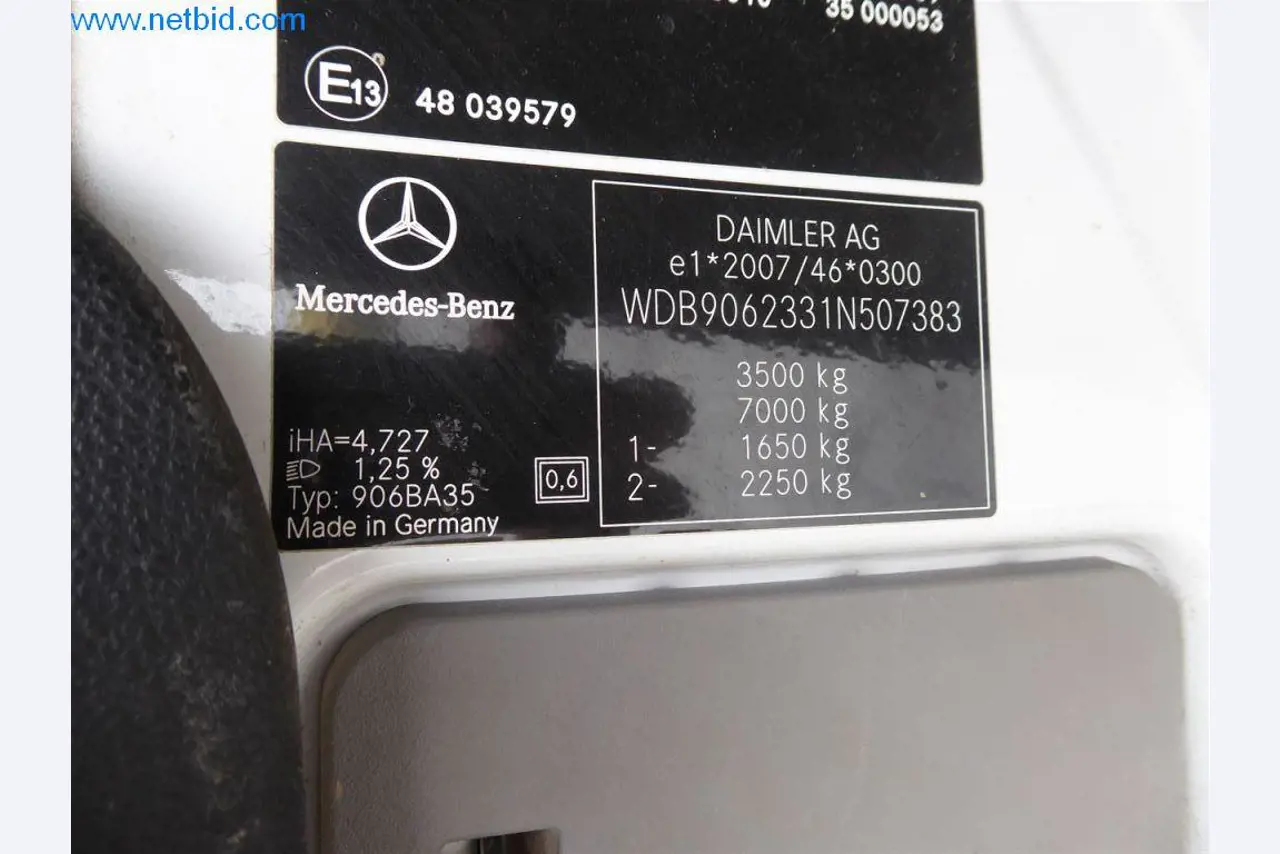 www.netbid.com
35 000053
E13 48 039579
Mercedes-Benz
iHA=4,727
1,25 %
Typ: 906BA35
Made in Germany
0,6
DAIMLER AG
e1*2007/46*0300
WDB9062331N507383
3500 kg
7000 kg
1- 1650 kg
2- 2250 kg